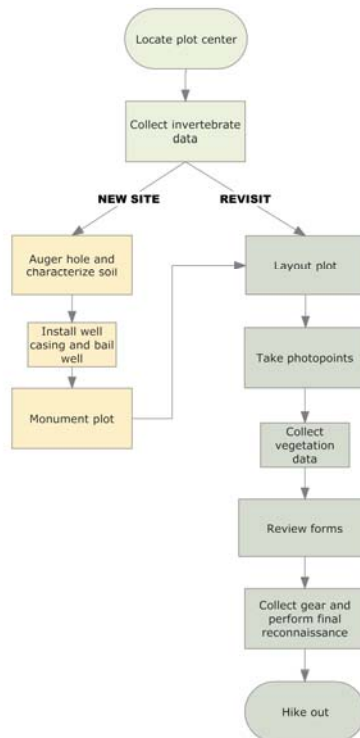 Locate plot center
Collect invertebrate
data
NEW SITE
REVISIT
Auger hole and
characterize soil
Install well
casing and bail
well
Monument plot
Layout plot
Take photopoints
Collect
vegetation
data
Review forms
Collect gear and
perform final
reconnaissance
Hike out